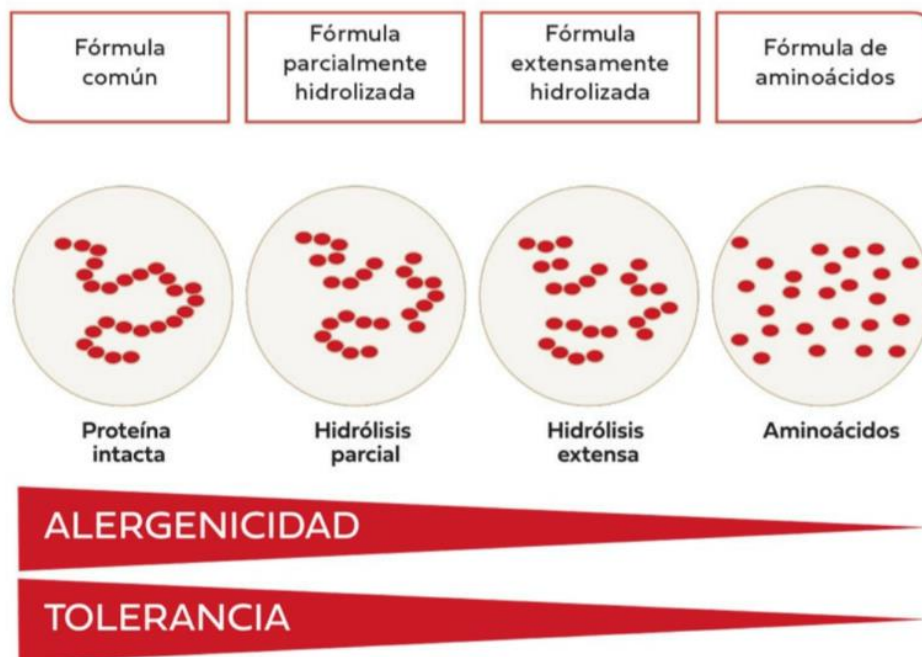 Fórmula
común
Fórmula
parcialmente
hidrolizada
Fórmula
extensamente
hidrolizada
Fórmula de
aminoácidos
Proteína
intacta
Hidrólisis
parcial
Hidrólisis
extensa
Aminoácidos
ALERGENICIDAD
TOLERANCIA